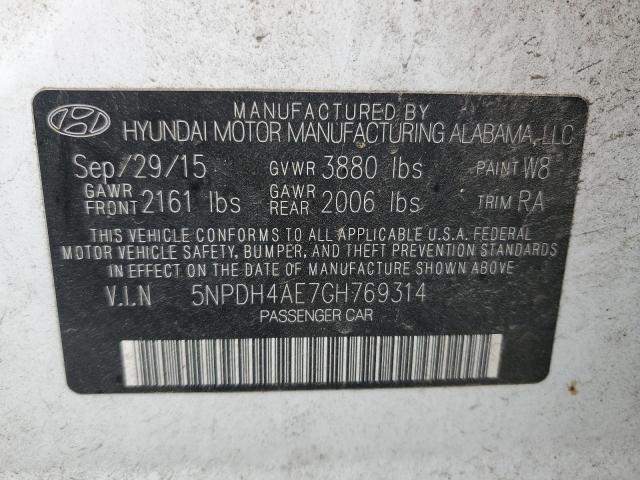 MANUFACTURED BY
HYUNDAI MOTOR MANUFACTURING ALABAMA, LLC
Sep/29/15 GVWR 3880 lbs PAINT W8
GAWR FRONT 2161 lbs GAWR REAR 2006 lbs TRIM RA
THIS VEHICLE CONFORMS TO ALL APPLICABLE U.S.A. FEDERAL
MOTOR VEHICLE SAFETY, BUMPER, AND THEFT PREVENTION STANDARDS
IN EFFECT ON THE DATE OF MANUFACTURE SHOWN ABOVE.
V.I.N 5NPDH4AE7GH769314
PASSENGER CAR